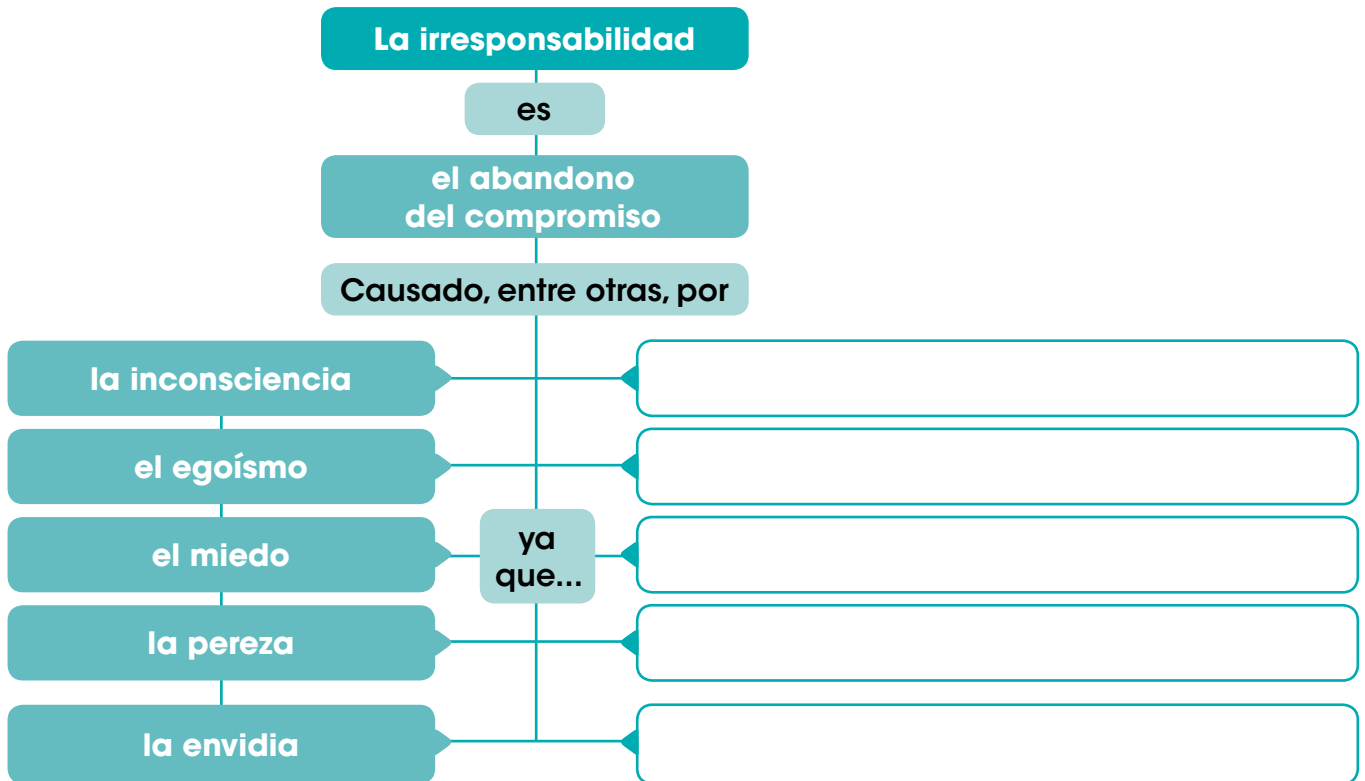 La irresponsabilidad
es
el abandono
del compromiso
Causado, entre otras, por
la inconsciencia
el egoísmo
el miedo
ya
que...
la pereza
la envidia